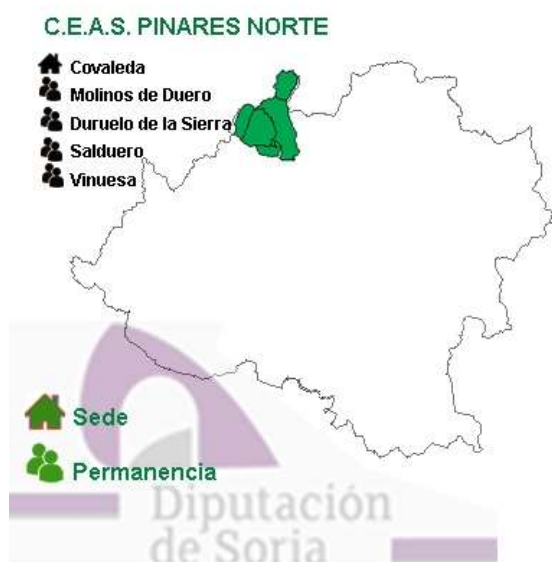 C.E.A.S. PINARES NORTE
Covaleda
Molinos de Duero
Duruelo de la Sierra
Salduero
Vinuesa
Sede
Permanencia
Diputación
de Soria